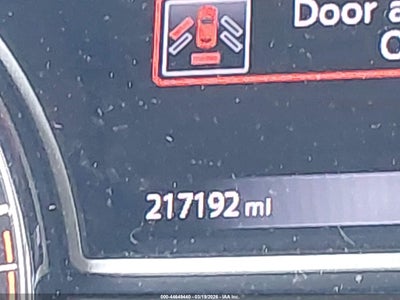 Door a
217192 mi
000-44649440 - 03/19/2026 - IAA Inc.